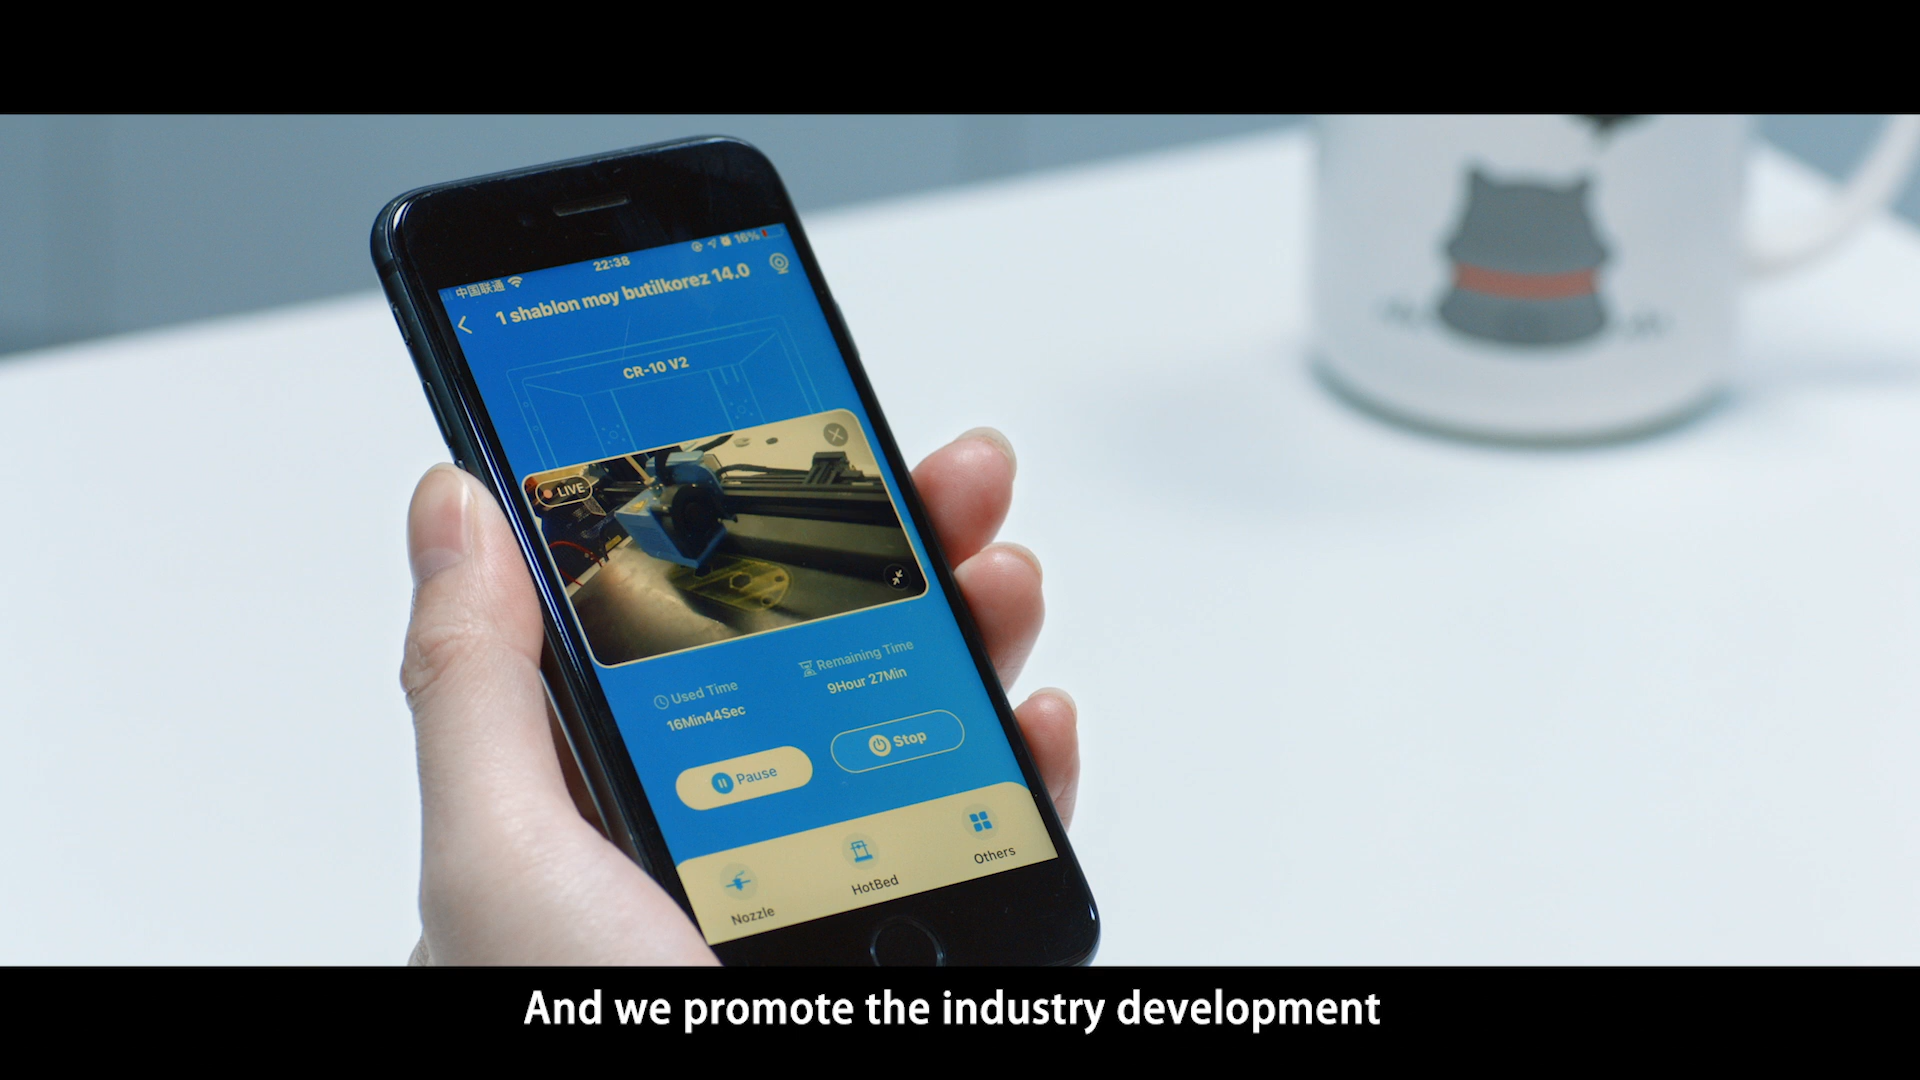 中国联通
22:38
16%
1 shablon moy butilkorez 14.0
CR-10 V2
LIVE
Used Time
16Min44Sec
Remaining Time
9Hour 27Min
Pause
Stop
Nozzle
HotBed
Others
And we promote the industry development